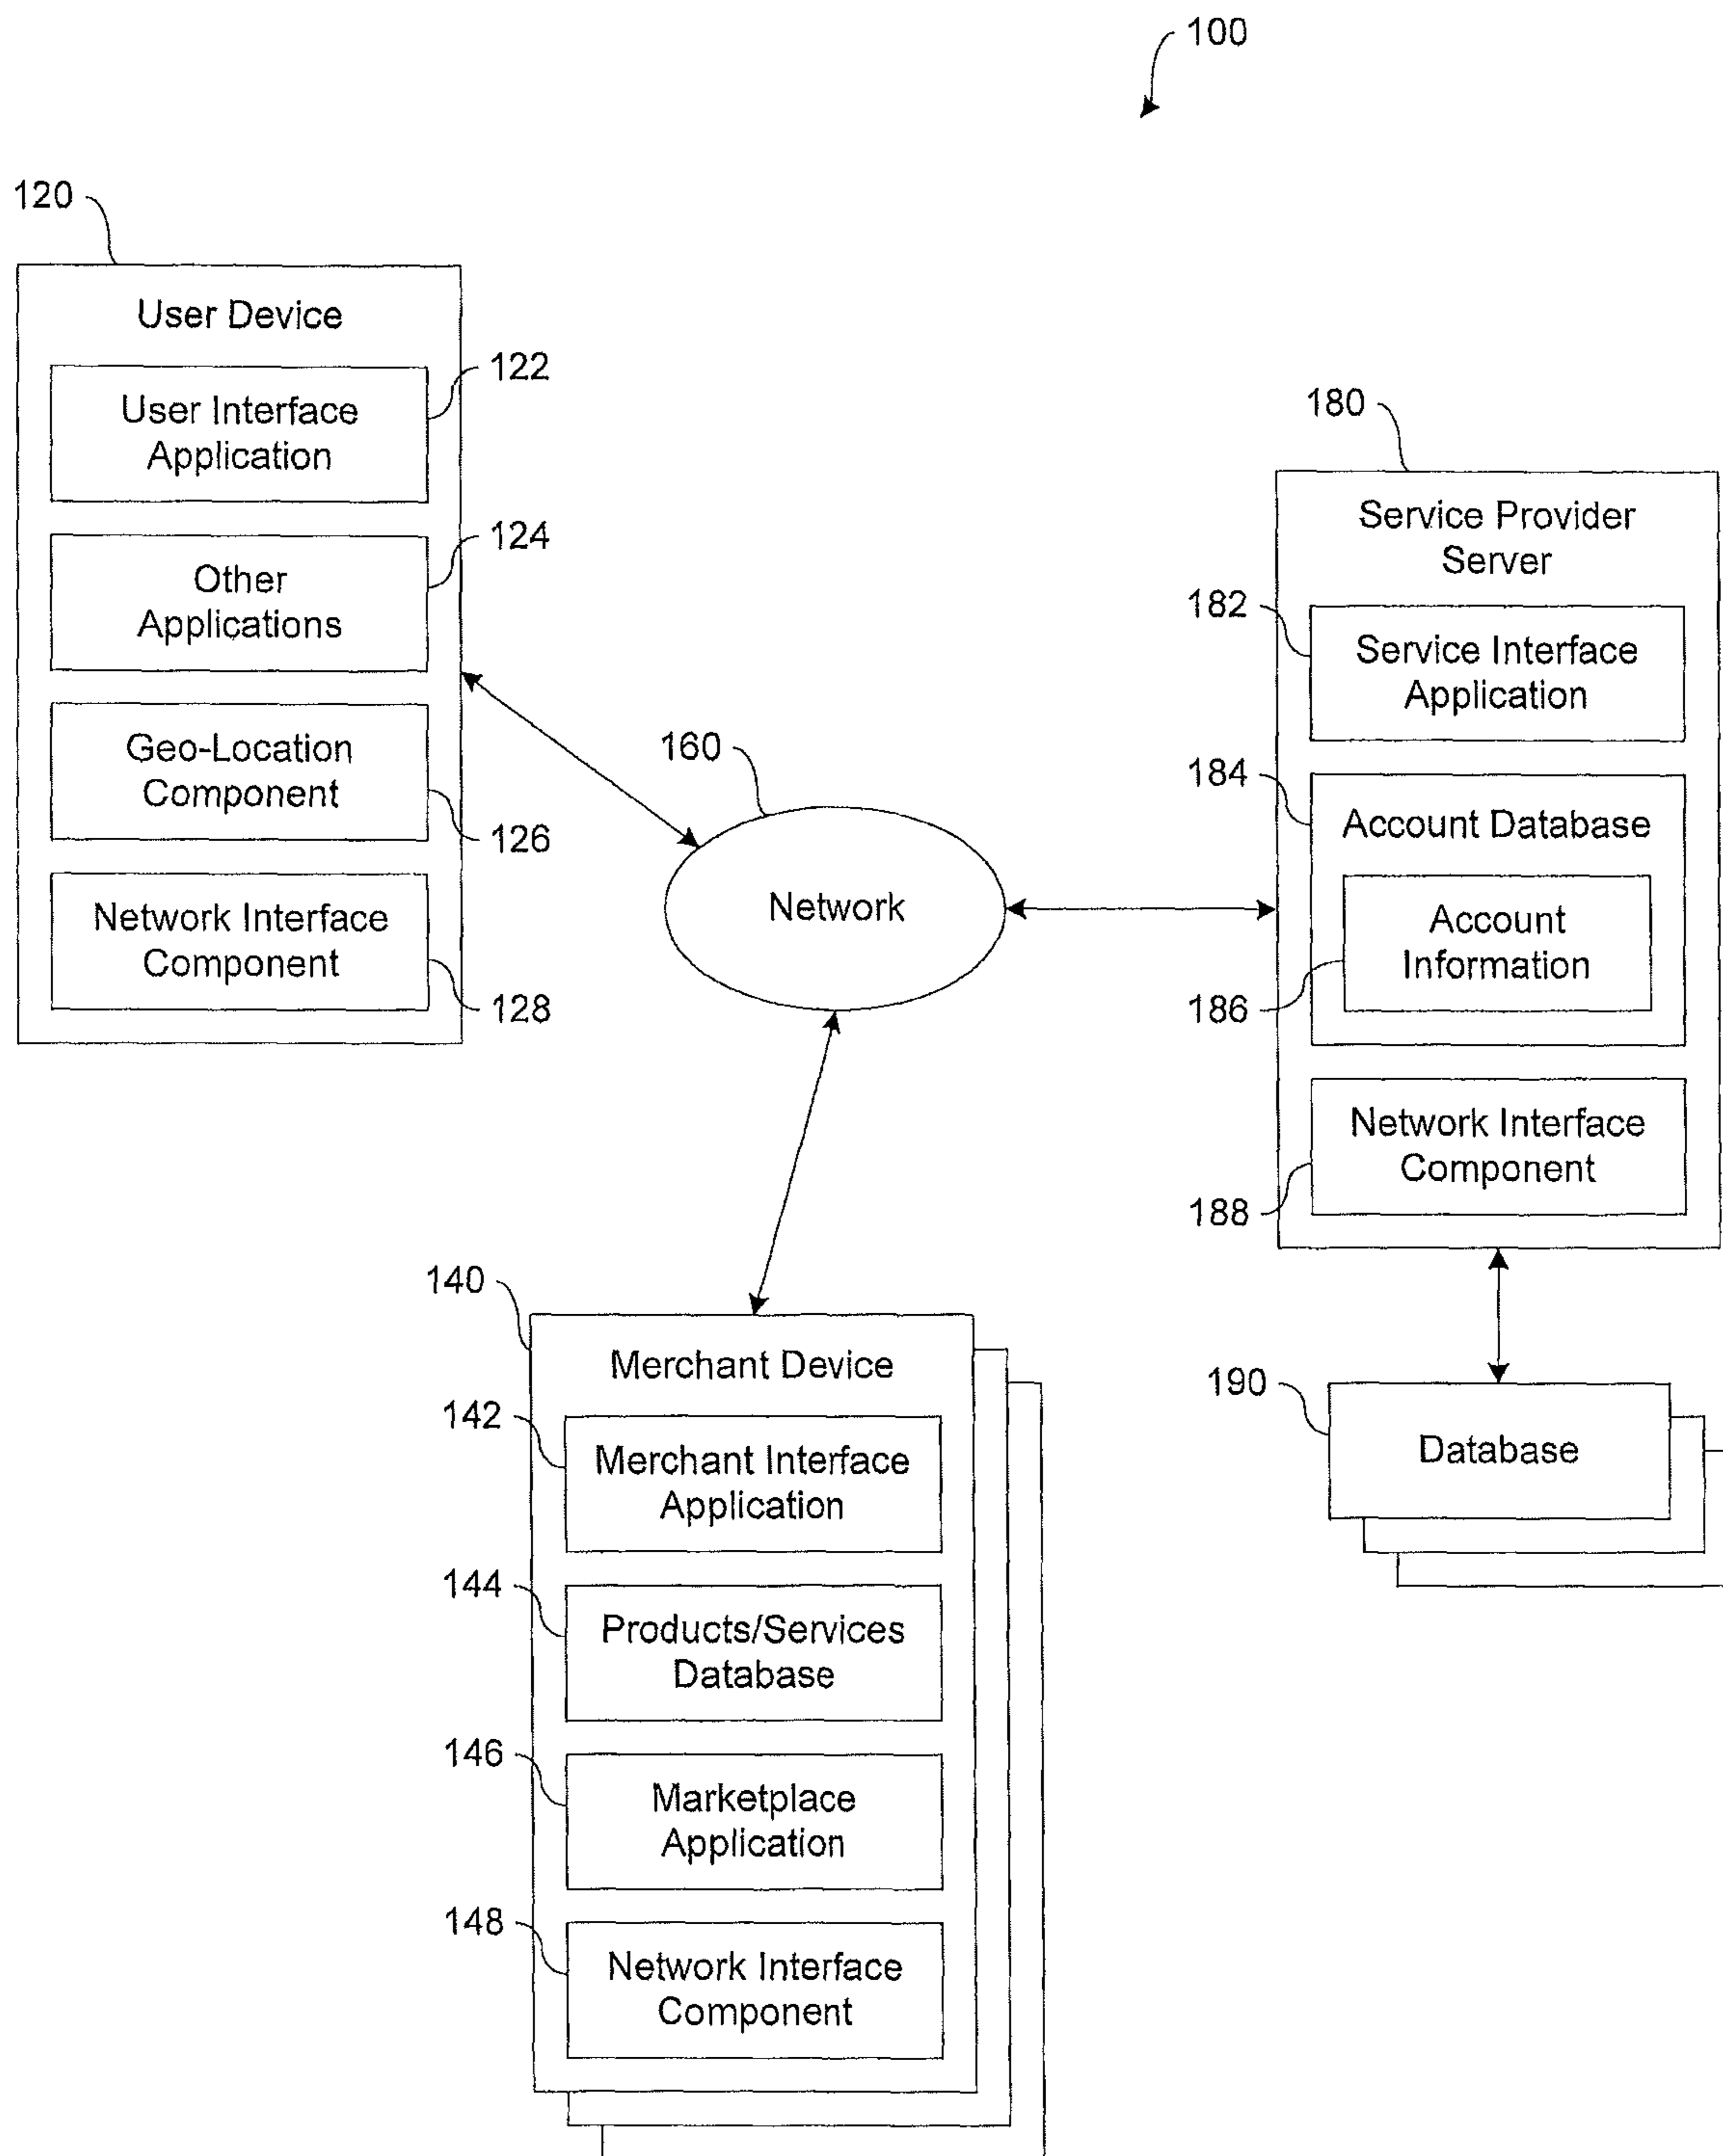 100
120
User Device
122
User Interface
Application
124
Other
Applications
Geo-Location
Component
126
Network Interface
Component
128
160
Network
180
Service Provider
Server
182
Service Interface
Application
184
Account Database
Account
Information
186
Network Interface
Component
188
190
Database
140
Merchant Device
142
Merchant Interface
Application
144
Products/Services
Database
146
Marketplace
Application
148
Network Interface
Component